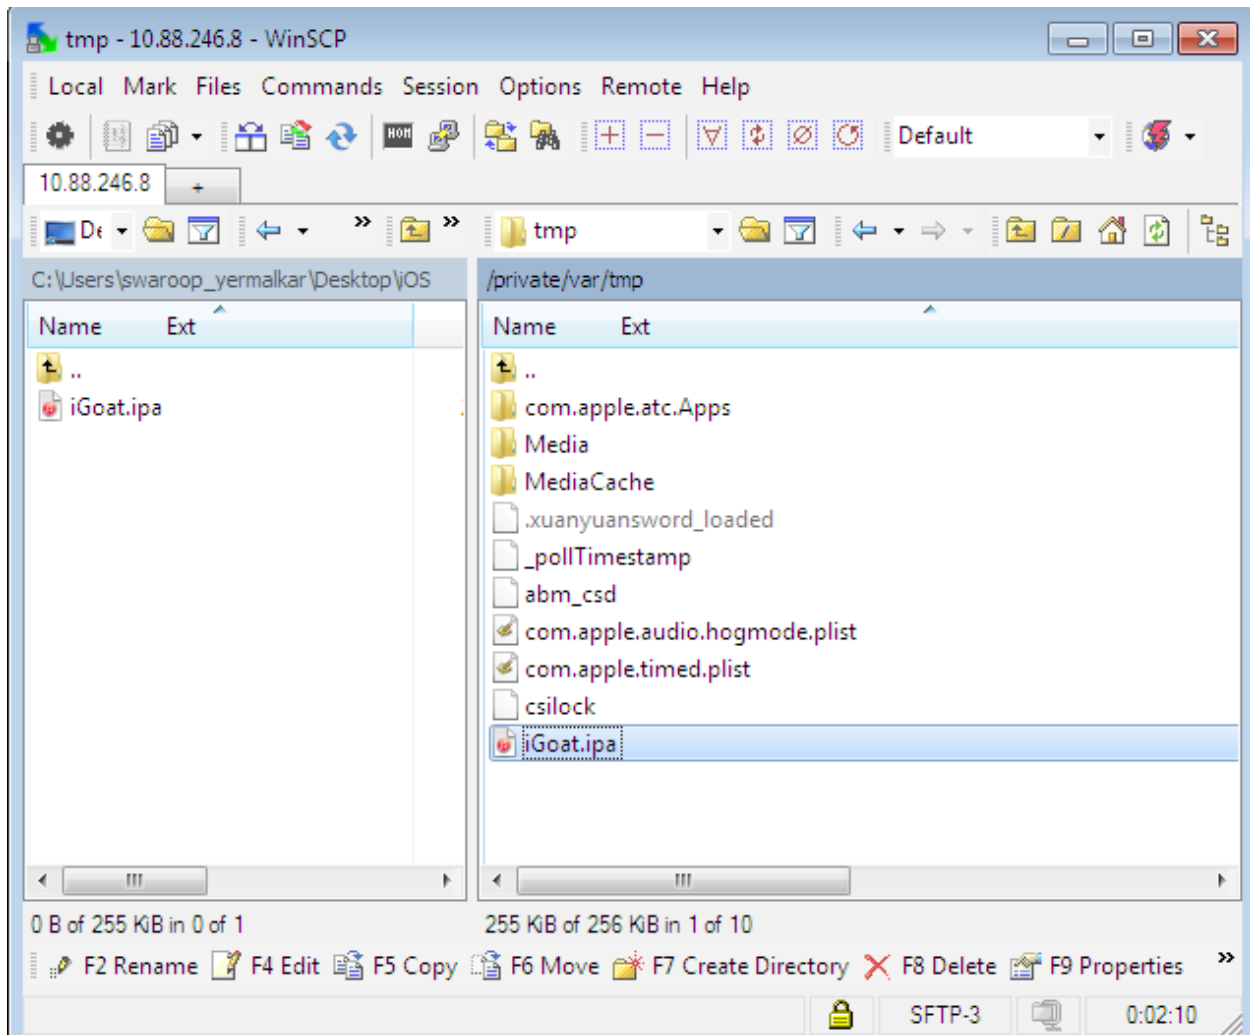 tmp - 10.88.246.8 - WinSCP
Local Mark Files Commands Session Options Remote Help
Default
10.88.246.8 +
De » » tmp
C:\Users\swaroop_yermalkar\Desktop\iOS /private/var/tmp
Name Ext Name Ext
.. ..
iGoat.ipa com.apple.atc.Apps
Media
MediaCache
.xuanyuansword_loaded
_pollTimestamp
abm_csd
com.apple.audio.hogmode.plist
com.apple.timed.plist
csilock
iGoat.ipa
0 B of 255 KiB in 0 of 1 255 KiB of 256 KiB in 1 of 10
F2 Rename F4 Edit F5 Copy F6 Move F7 Create Directory F8 Delete F9 Properties »
SFTP-3 0:02:10